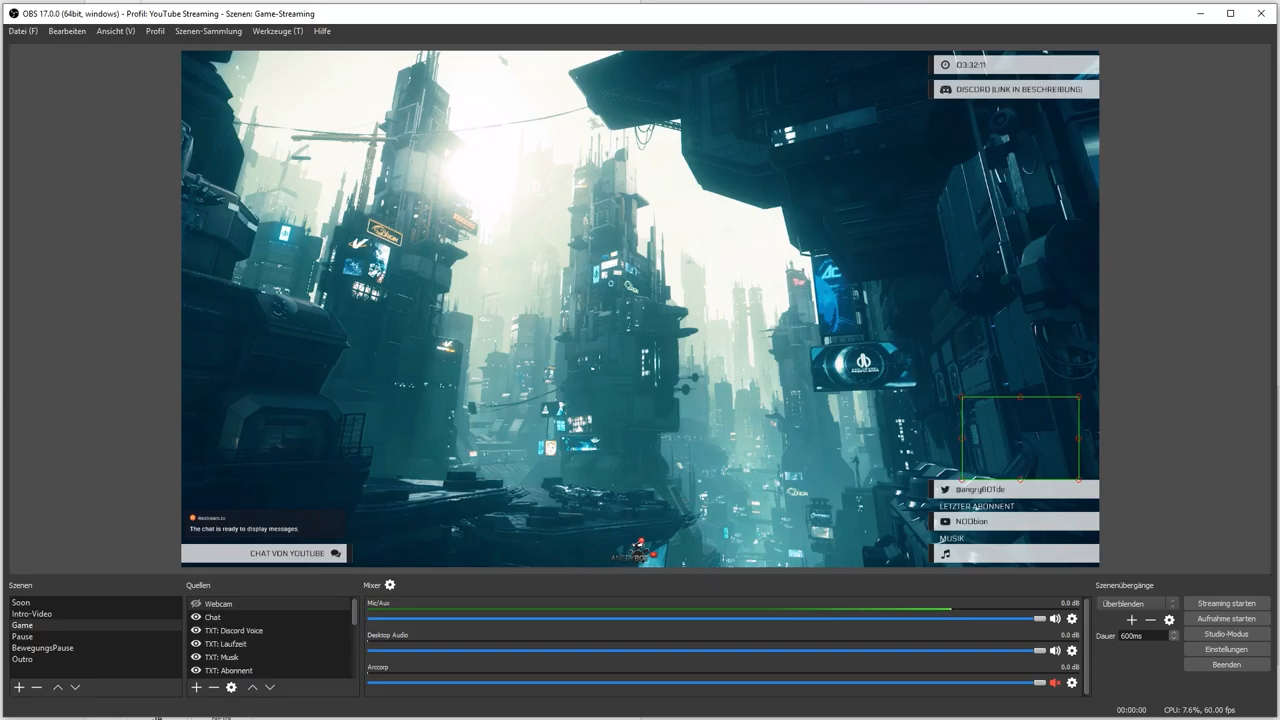 OBS 17.0.0 (64bit, windows) - Profil: YouTube Streaming - Szenen: Game-Streaming
Datei (F) Bearbeiten Ansicht (V) Profil Szenen-Sammlung Werkzeuge (T) Hilfe
03:32:11
DISCORD (LINK IN BESCHREIBUNG)
@angryBOTde
LETZTER ABONNENT
NOObion
MUSIK
Restream.io
The chat is ready to display messages.
CHAT VON YOUTUBE
Szenen
Soon
Intro-Video
Game
Pause
BewegungsPause
Outro
Quellen
Webcam
Chat
TXT: Discord Voice
TXT: Laufzeit
TXT: Musik
TXT: Abonnent
Mixer
Mic/Aux 0.0 dB
Desktop Audio 0.0 dB
Arccorp 0.0 dB
Szenenübergänge
Überblenden
Dauer 600ms
Streaming starten
Aufnahme starten
Studio-Modus
Einstellungen
Beenden
00:00:00 CPU: 7.6%, 60.00 fps